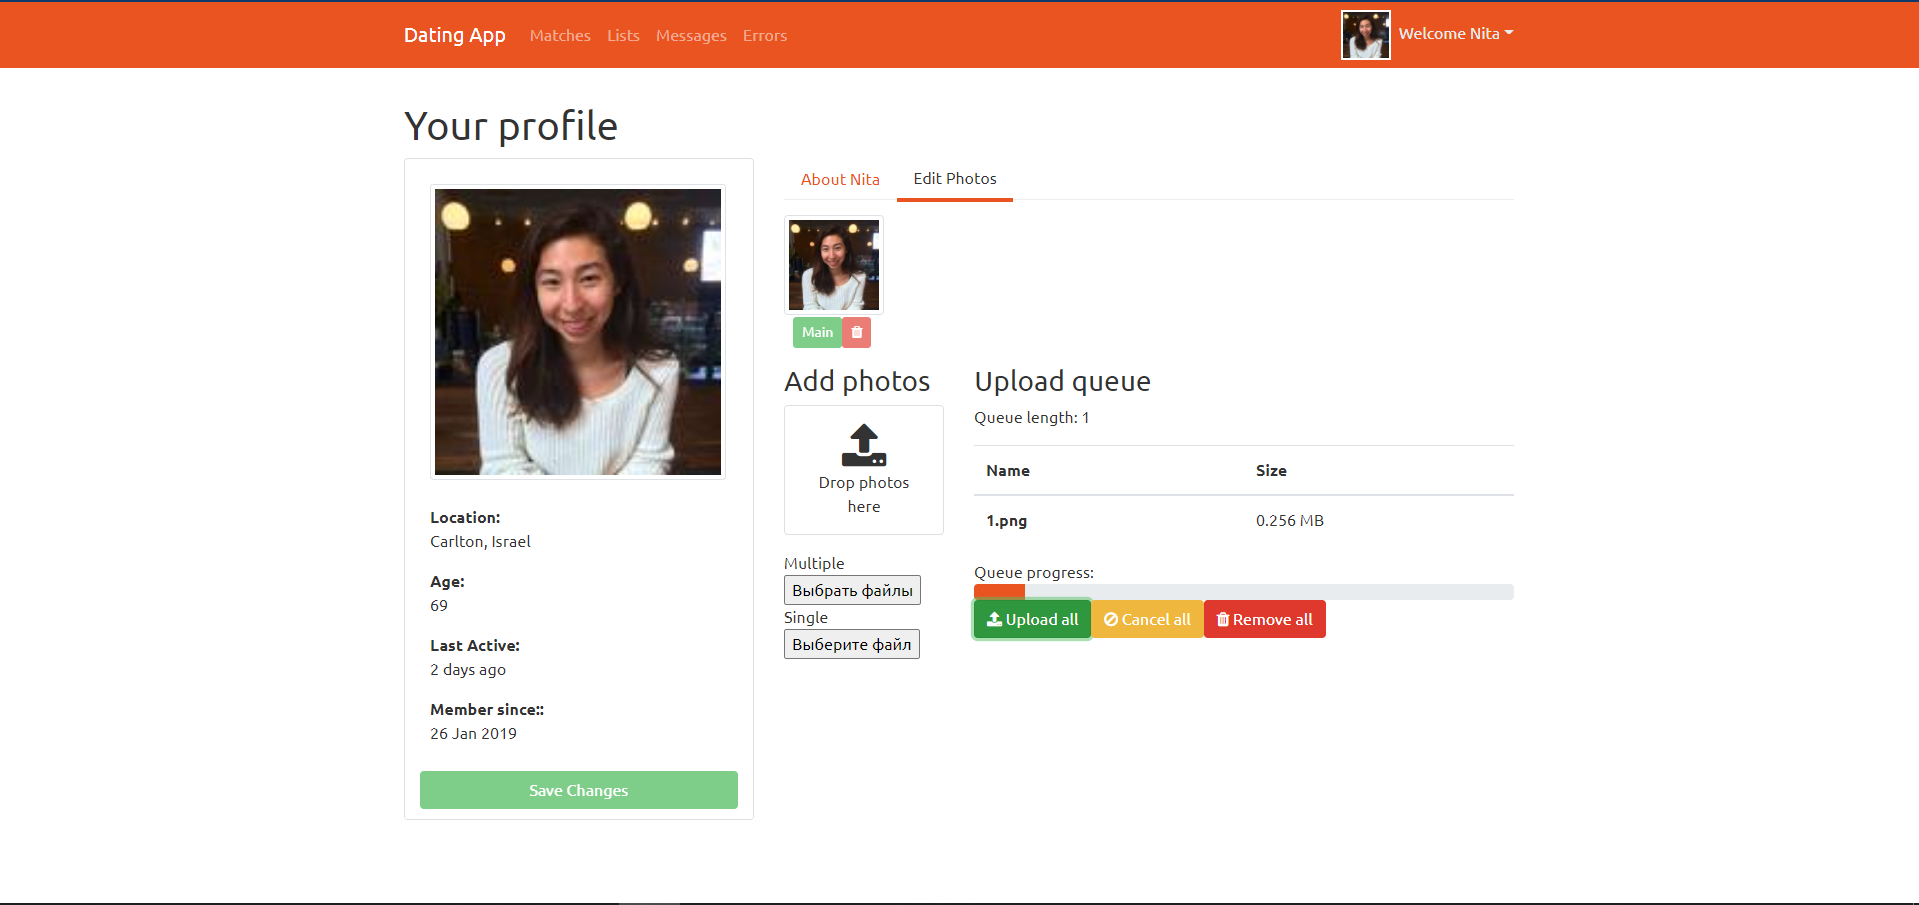 Dating App
Matches
Lists
Messages
Errors
Welcome Nita
Your profile
About Nita
Edit Photos
Main
Location:
Carlton, Israel
Age:
69
Last Active:
2 days ago
Member since::
26 Jan 2019
Save Changes
Add photos
Drop photos
here
Multiple
Выбрать файлы
Single
Выберите файл
Upload queue
Queue length: 1
Name
Size
1.png
0.256 MB
Queue progress:
Upload all
Cancel all
Remove all